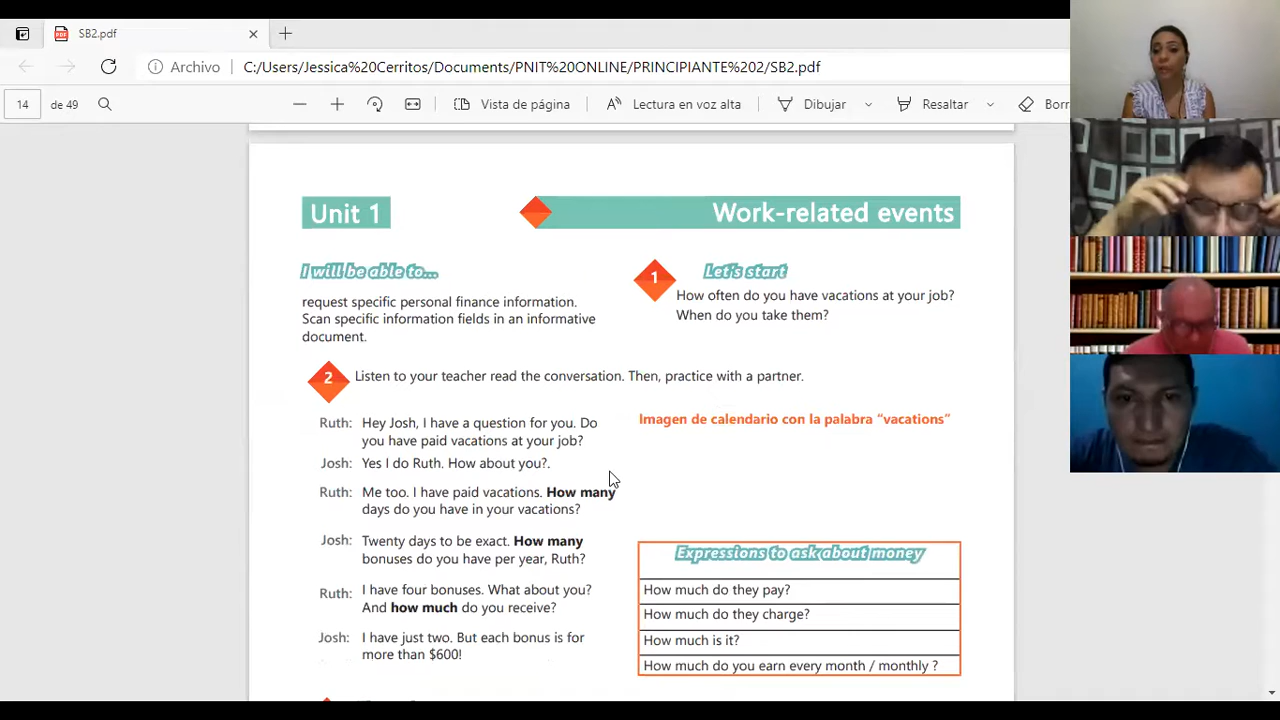 SB2.pdf
Archivo C:/Users/Jessica%20Cerritos/Documents/PNIT%20ONLINE/PRINCIPIANTE%202/SB2.pdf
14 de 49 Vista de página Lectura en voz alta Dibujar Resaltar Borr
Unit 1
Work-related events
I will be able to...
request specific personal finance information.
Scan specific information fields in an informative
document.
1 Let's start
How often do you have vacations at your job?
When do you take them?
2 Listen to your teacher read the conversation. Then, practice with a partner.
Ruth: Hey Josh, I have a question for you. Do
you have paid vacations at your job?
Josh: Yes I do Ruth. How about you?.
Ruth: Me too. I have paid vacations. How many
days do you have in your vacations?
Josh: Twenty days to be exact. How many
bonuses do you have per year, Ruth?
Ruth: I have four bonuses. What about you?
And how much do you receive?
Josh: I have just two. But each bonus is for
more than $600!
Imagen de calendario con la palabra “vacations”
Expressions to ask about money
How much do they pay?
How much do they charge?
How much is it?
How much do you earn every month / monthly ?